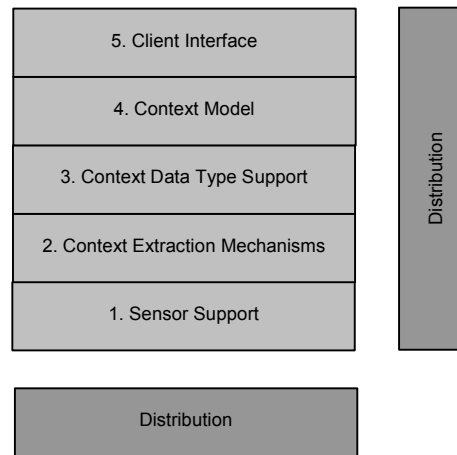 5. Client Interface
4. Context Model
3. Context Data Type Support
2. Context Extraction Mechanisms
1. Sensor Support
Distribution
Distribution